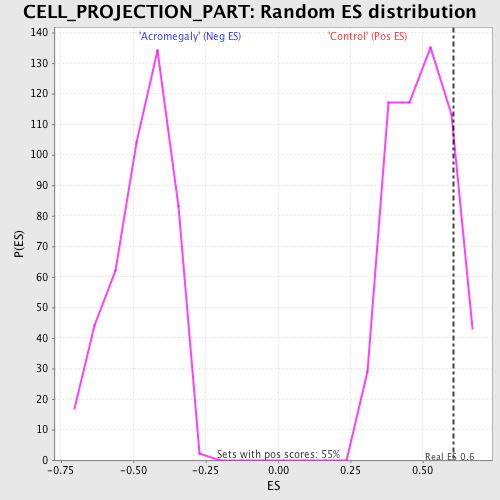 CELL_PROJECTION_PART: Random ES distribution
'Acromegaly' (Neg ES) 'Control' (Pos ES)
140
130
120
110
100
90
80
70
60
50
40
30
20
10
0
P(ES)
Sets with pos scores: 55%
Real ES 0.6
-0.75 -0.50 -0.25 0.00 0.25 0.50
ES